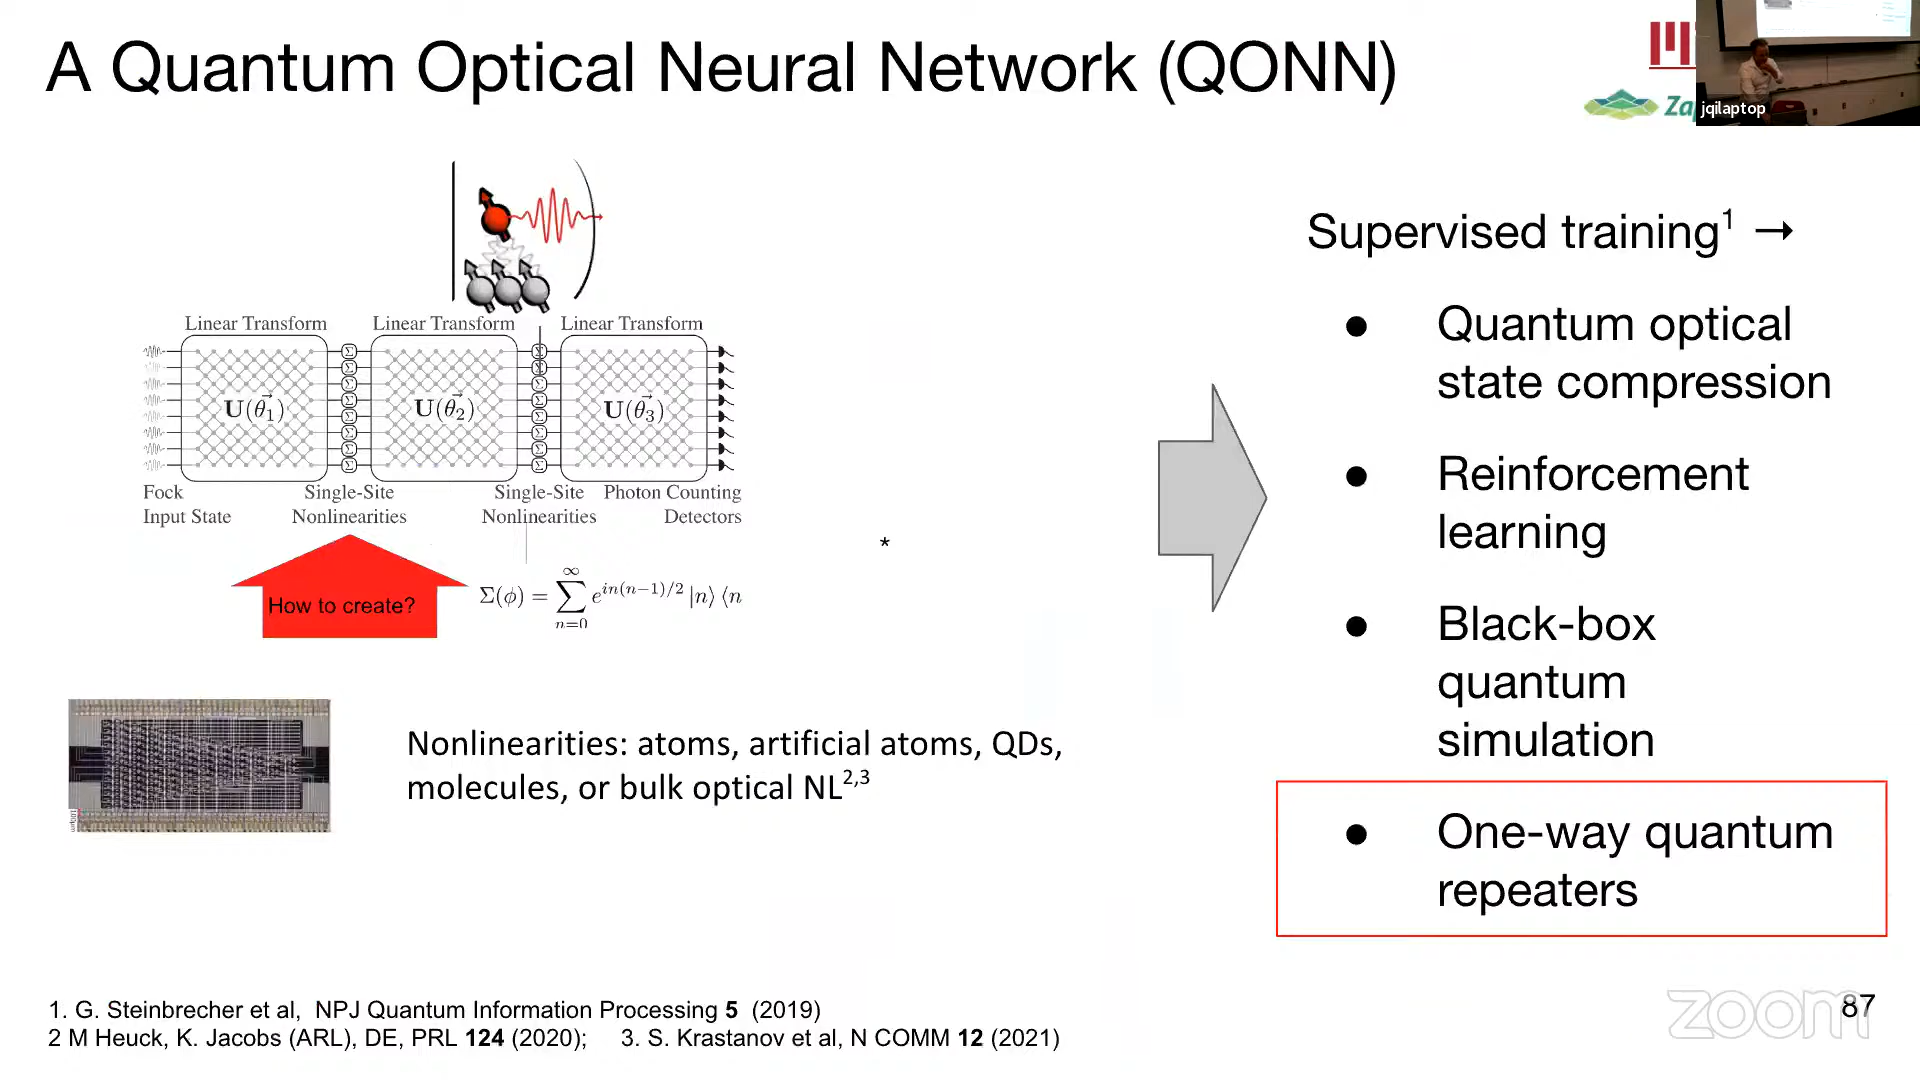 A Quantum Optical Neural Network (QONN)
jqilaptop
Supervised training¹ →
Linear Transform Linear Transform Linear Transform
Σ Σ
U(θ⃗₁) U(θ⃗₂) U(θ⃗₃)
Fock Single-Site Single-Site Photon Counting
Input State Nonlinearities Nonlinearities Detectors
*
How to create?
Σ(φ) = ∑_{n=0}^{∞} e^{in(n−1)/2} |n⟩ ⟨n
Nonlinearities: atoms, artificial atoms, QDs,
molecules, or bulk optical NL²,³
● Quantum optical
state compression
● Reinforcement
learning
● Black-box
quantum
simulation
● One-way quantum
repeaters
1. G. Steinbrecher et al, NPJ Quantum Information Processing 5 (2019)
2 M Heuck, K. Jacobs (ARL), DE, PRL 124 (2020); 3. S. Krastanov et al, N COMM 12 (2021)
zoom
87